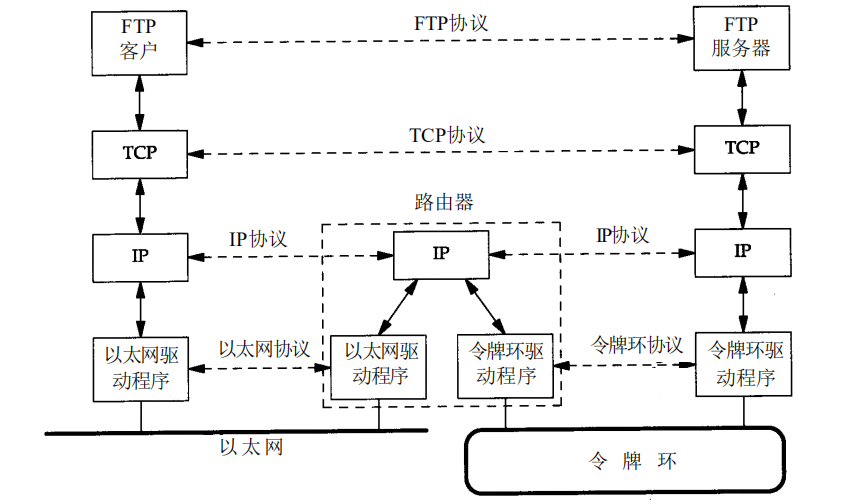 FTP
客户
FTP协议
FTP
服务器
TCP
TCP协议
TCP
路由器
IP
IP协议
IP
IP协议
IP
以太网驱
动程序
以太网协议
以太网驱
动程序
令牌环驱
动程序
令牌环协议
令牌环驱
动程序
以太网
令牌环